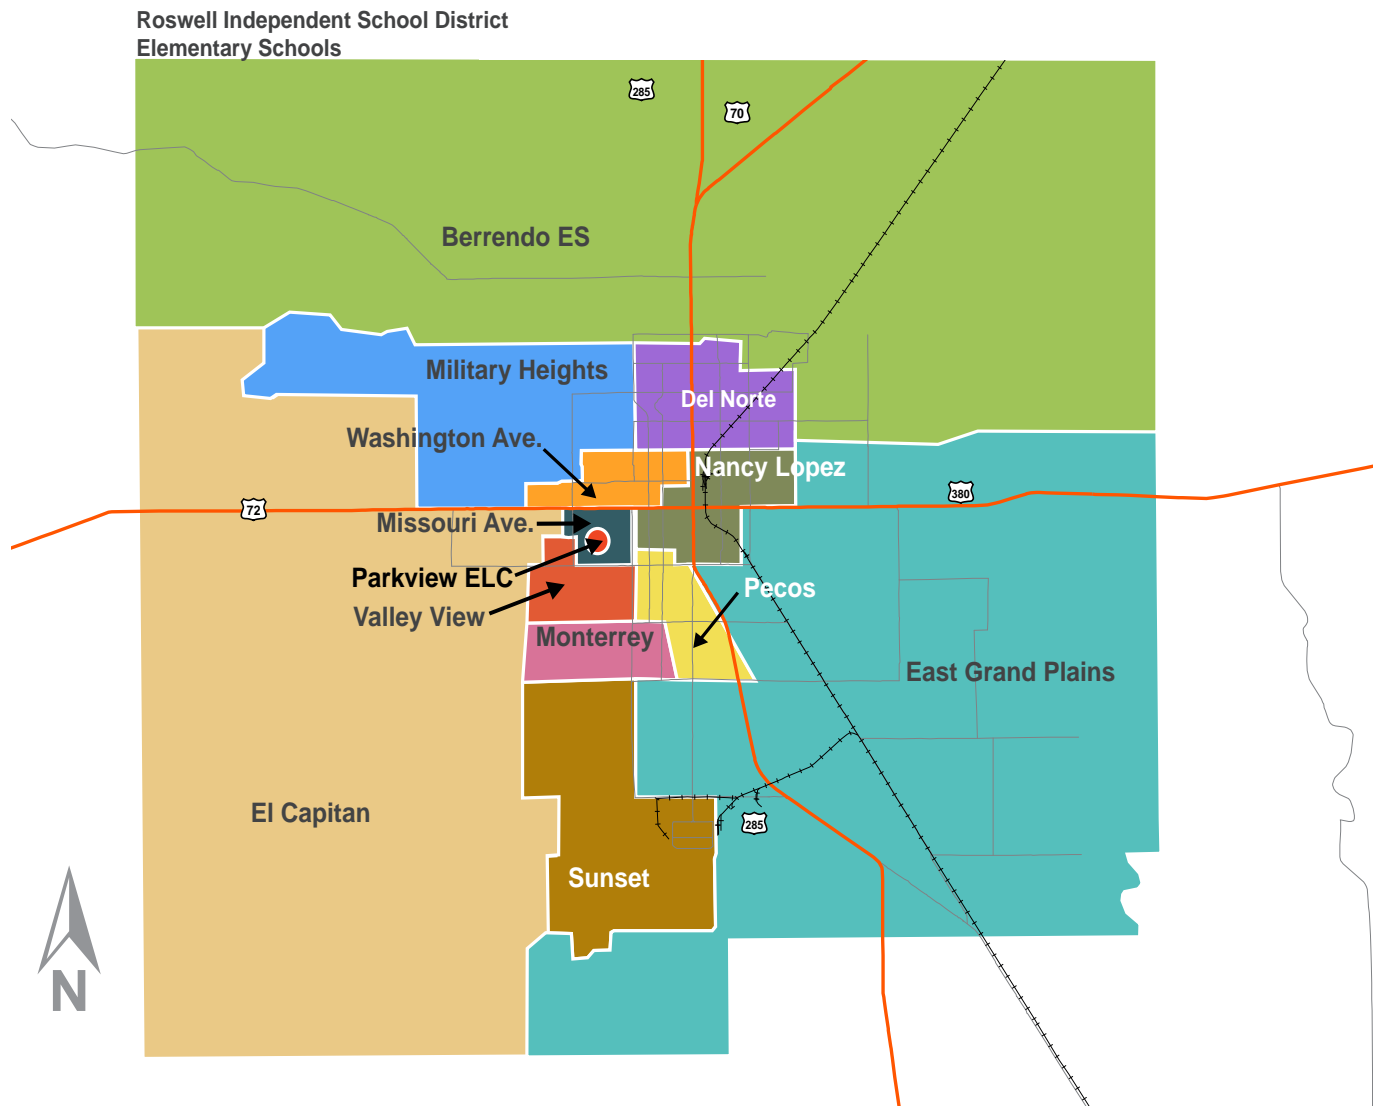 Roswell Independent School District
Elementary Schools
285
70
Berrendo ES
Military Heights
Del Norte
Washington Ave.
Nancy Lopez
380
72
Missouri Ave.
Parkview ELC
Pecos
Valley View
Monterrey
East Grand Plains
El Capitan
285
Sunset
N